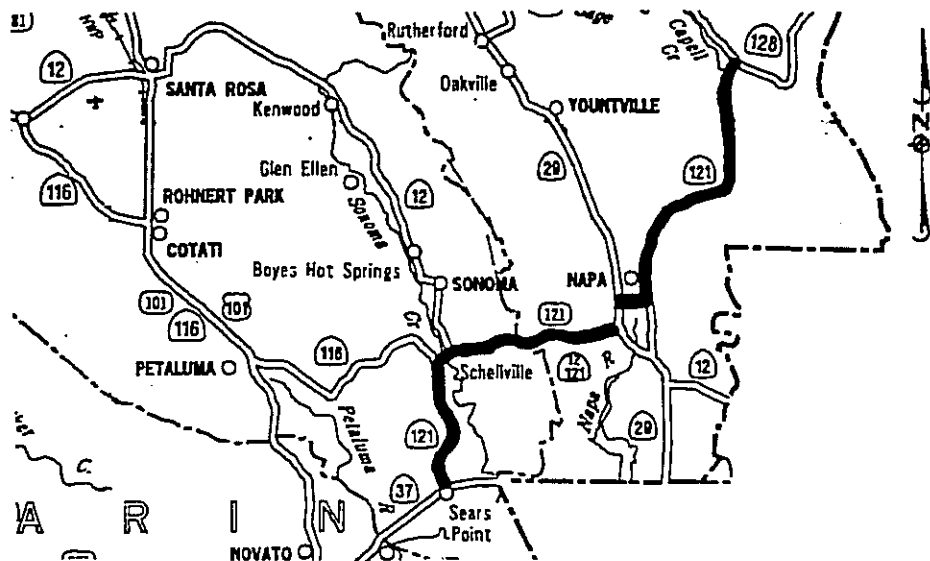 Rutherford
Capell
Cr
128
12
Oakville
SANTA ROSA
Kenwood
YOUNTVILLE
N
Glen Ellen
29
121
116
12
ROHNERT PARK
Sonoma
COTATI
Boyes Hot Springs
SONOMA
NAPA
101
101
116
Cr
121
116
PETALUMA
Schellville
12
121
R
12
Petaluma
121
Napa
29
C.
37
A R I N
R
Sears
Point
NOVATO